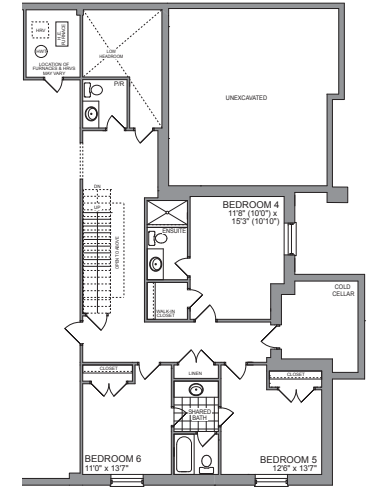 HRV
H.E.
FURNACE
HWT
LOCATION OF
FURNACES & HRVS
MAY VARY
LOW
HEADROOM
P/R
UNEXCAVATED
DN
UP
OPEN TO ABOVE
ENSUITE
BEDROOM 4
11'8" (10'0") x
15'3" (10'10")
WALK-IN
CLOSET
COLD
CELLAR
CLOSET
LINEN
CLOSET
SHARED
BATH
BEDROOM 6
11'0" x 13'7"
BEDROOM 5
12'6" x 13'7"